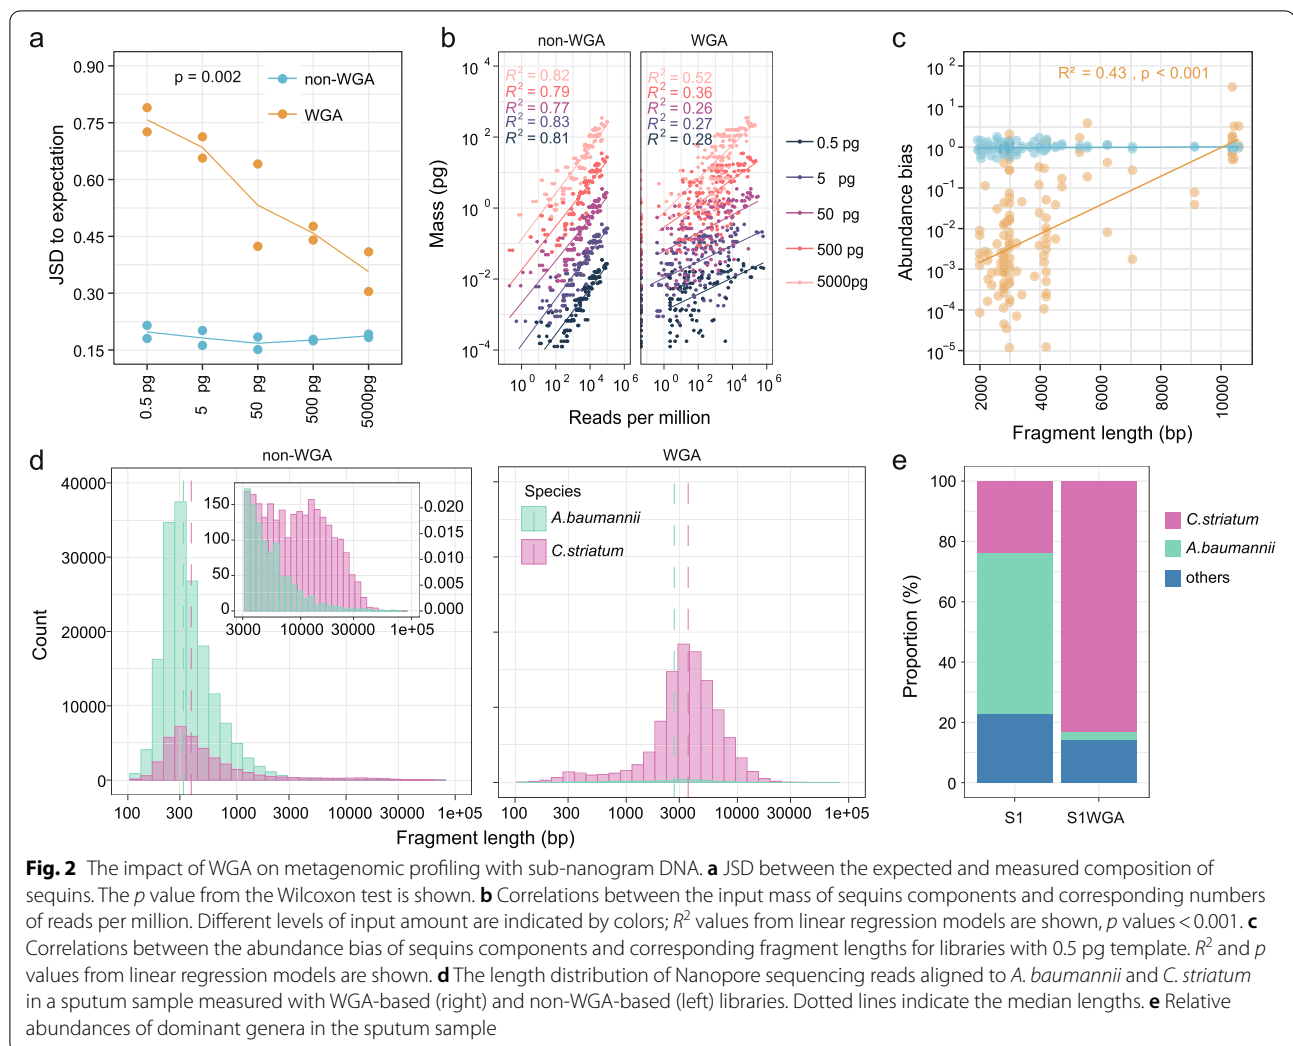 a
0.90
0.75
0.60
0.45
0.30
0.15
JSD to expectation
p = 0.002
non-WGA
WGA
0.5 pg
5 pg
50 pg
500 pg
5000pg
b
non-WGA
WGA
10^4
10^2
10^0
10^-2
10^-4
Mass (pg)
R² = 0.82
R² = 0.79
R² = 0.77
R² = 0.83
R² = 0.81
R² = 0.52
R² = 0.36
R² = 0.26
R² = 0.27
R² = 0.28
10^0 10^2 10^4 10^6
10^0 10^2 10^4 10^6
Reads per million
0.5 pg
5 pg
50 pg
500 pg
5000pg
c
10^2
10^1
10^0
10^-1
10^-2
10^-3
10^-4
10^-5
Abundance bias
R² = 0.43 , p < 0.001
2000
4000
6000
8000
10000
Fragment length (bp)
d
non-WGA
WGA
40000
30000
20000
10000
0
Count
150
100
50
0
0.020
0.015
0.010
0.005
0.000
3000 10000 30000 1e+05
Species
A.baumannii
C.striatum
100 300 1000 3000 10000 30000 1e+05
100 300 1000 3000 10000 30000 1e+05
Fragment length (bp)
e
100
80
60
40
20
0
Proportion (%)
S1 S1WGA
C.striatum
A.baumannii
others
Fig. 2 The impact of WGA on metagenomic profiling with sub-nanogram DNA. a JSD between the expected and measured composition of
sequins. The p value from the Wilcoxon test is shown. b Correlations between the input mass of sequins components and corresponding numbers
of reads per million. Different levels of input amount are indicated by colors; R² values from linear regression models are shown, p values < 0.001. c
Correlations between the abundance bias of sequins components and corresponding fragment lengths for libraries with 0.5 pg template. R² and p
values from linear regression models are shown. d The length distribution of Nanopore sequencing reads aligned to A. baumannii and C. striatum
in a sputum sample measured with WGA-based (right) and non-WGA-based (left) libraries. Dotted lines indicate the median lengths. e Relative
abundances of dominant genera in the sputum sample